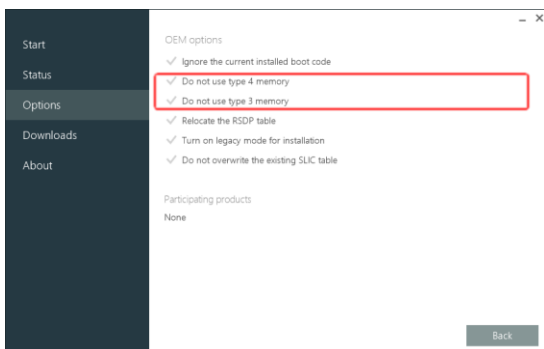 Start
Status
Options
Downloads
About
OEM options
Ignore the current installed boot code
Do not use type 4 memory
Do not use type 3 memory
Relocate the RSDP table
Turn on legacy mode for installation
Do not overwrite the existing SLIC table
Participating products
None
Back